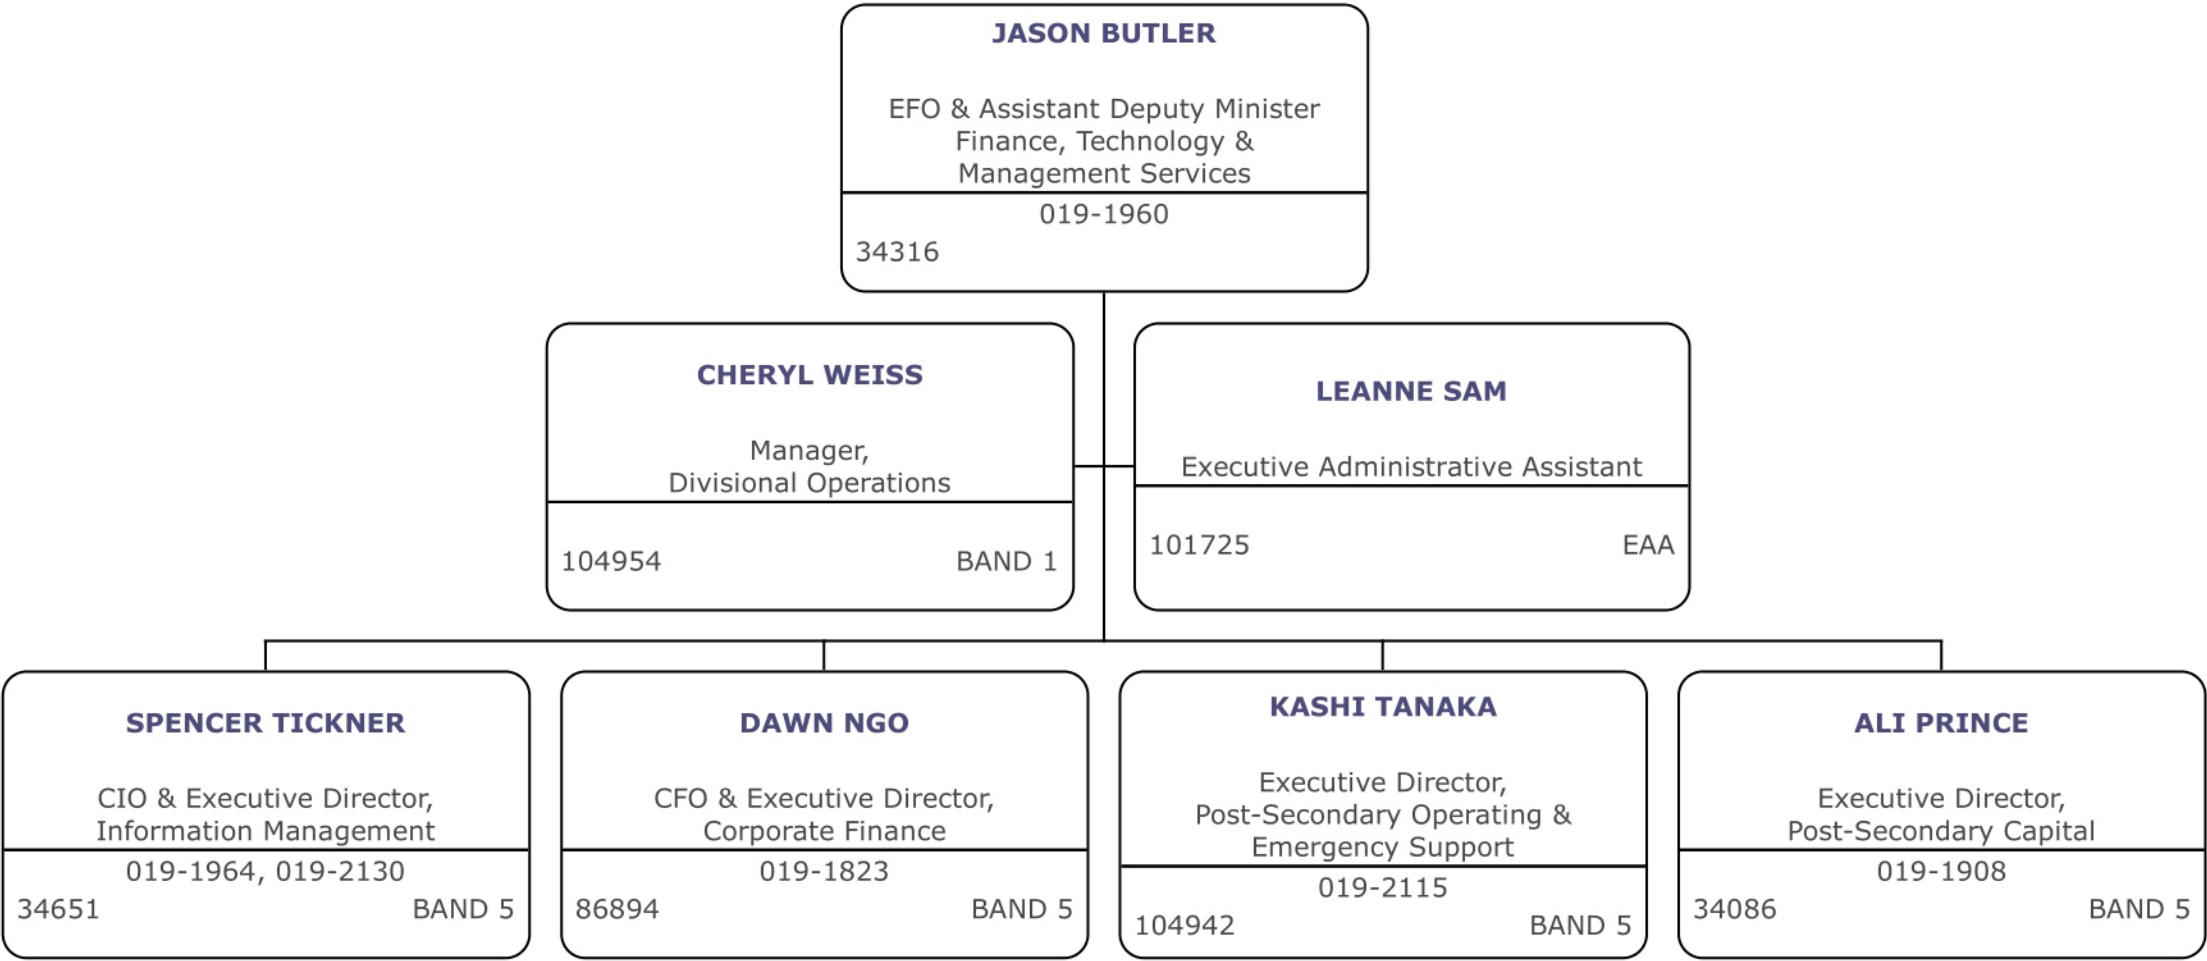 JASON BUTLER
EFO & Assistant Deputy Minister
Finance, Technology &
Management Services
019-1960
34316
CHERYL WEISS
Manager,
Divisional Operations
104954 BAND 1
LEANNE SAM
Executive Administrative Assistant
101725 EAA
SPENCER TICKNER
CIO & Executive Director,
Information Management
019-1964, 019-2130
34651 BAND 5
DAWN NGO
CFO & Executive Director,
Corporate Finance
019-1823
86894 BAND 5
KASHI TANAKA
Executive Director,
Post-Secondary Operating &
Emergency Support
019-2115
104942 BAND 5
ALI PRINCE
Executive Director,
Post-Secondary Capital
019-1908
34086 BAND 5